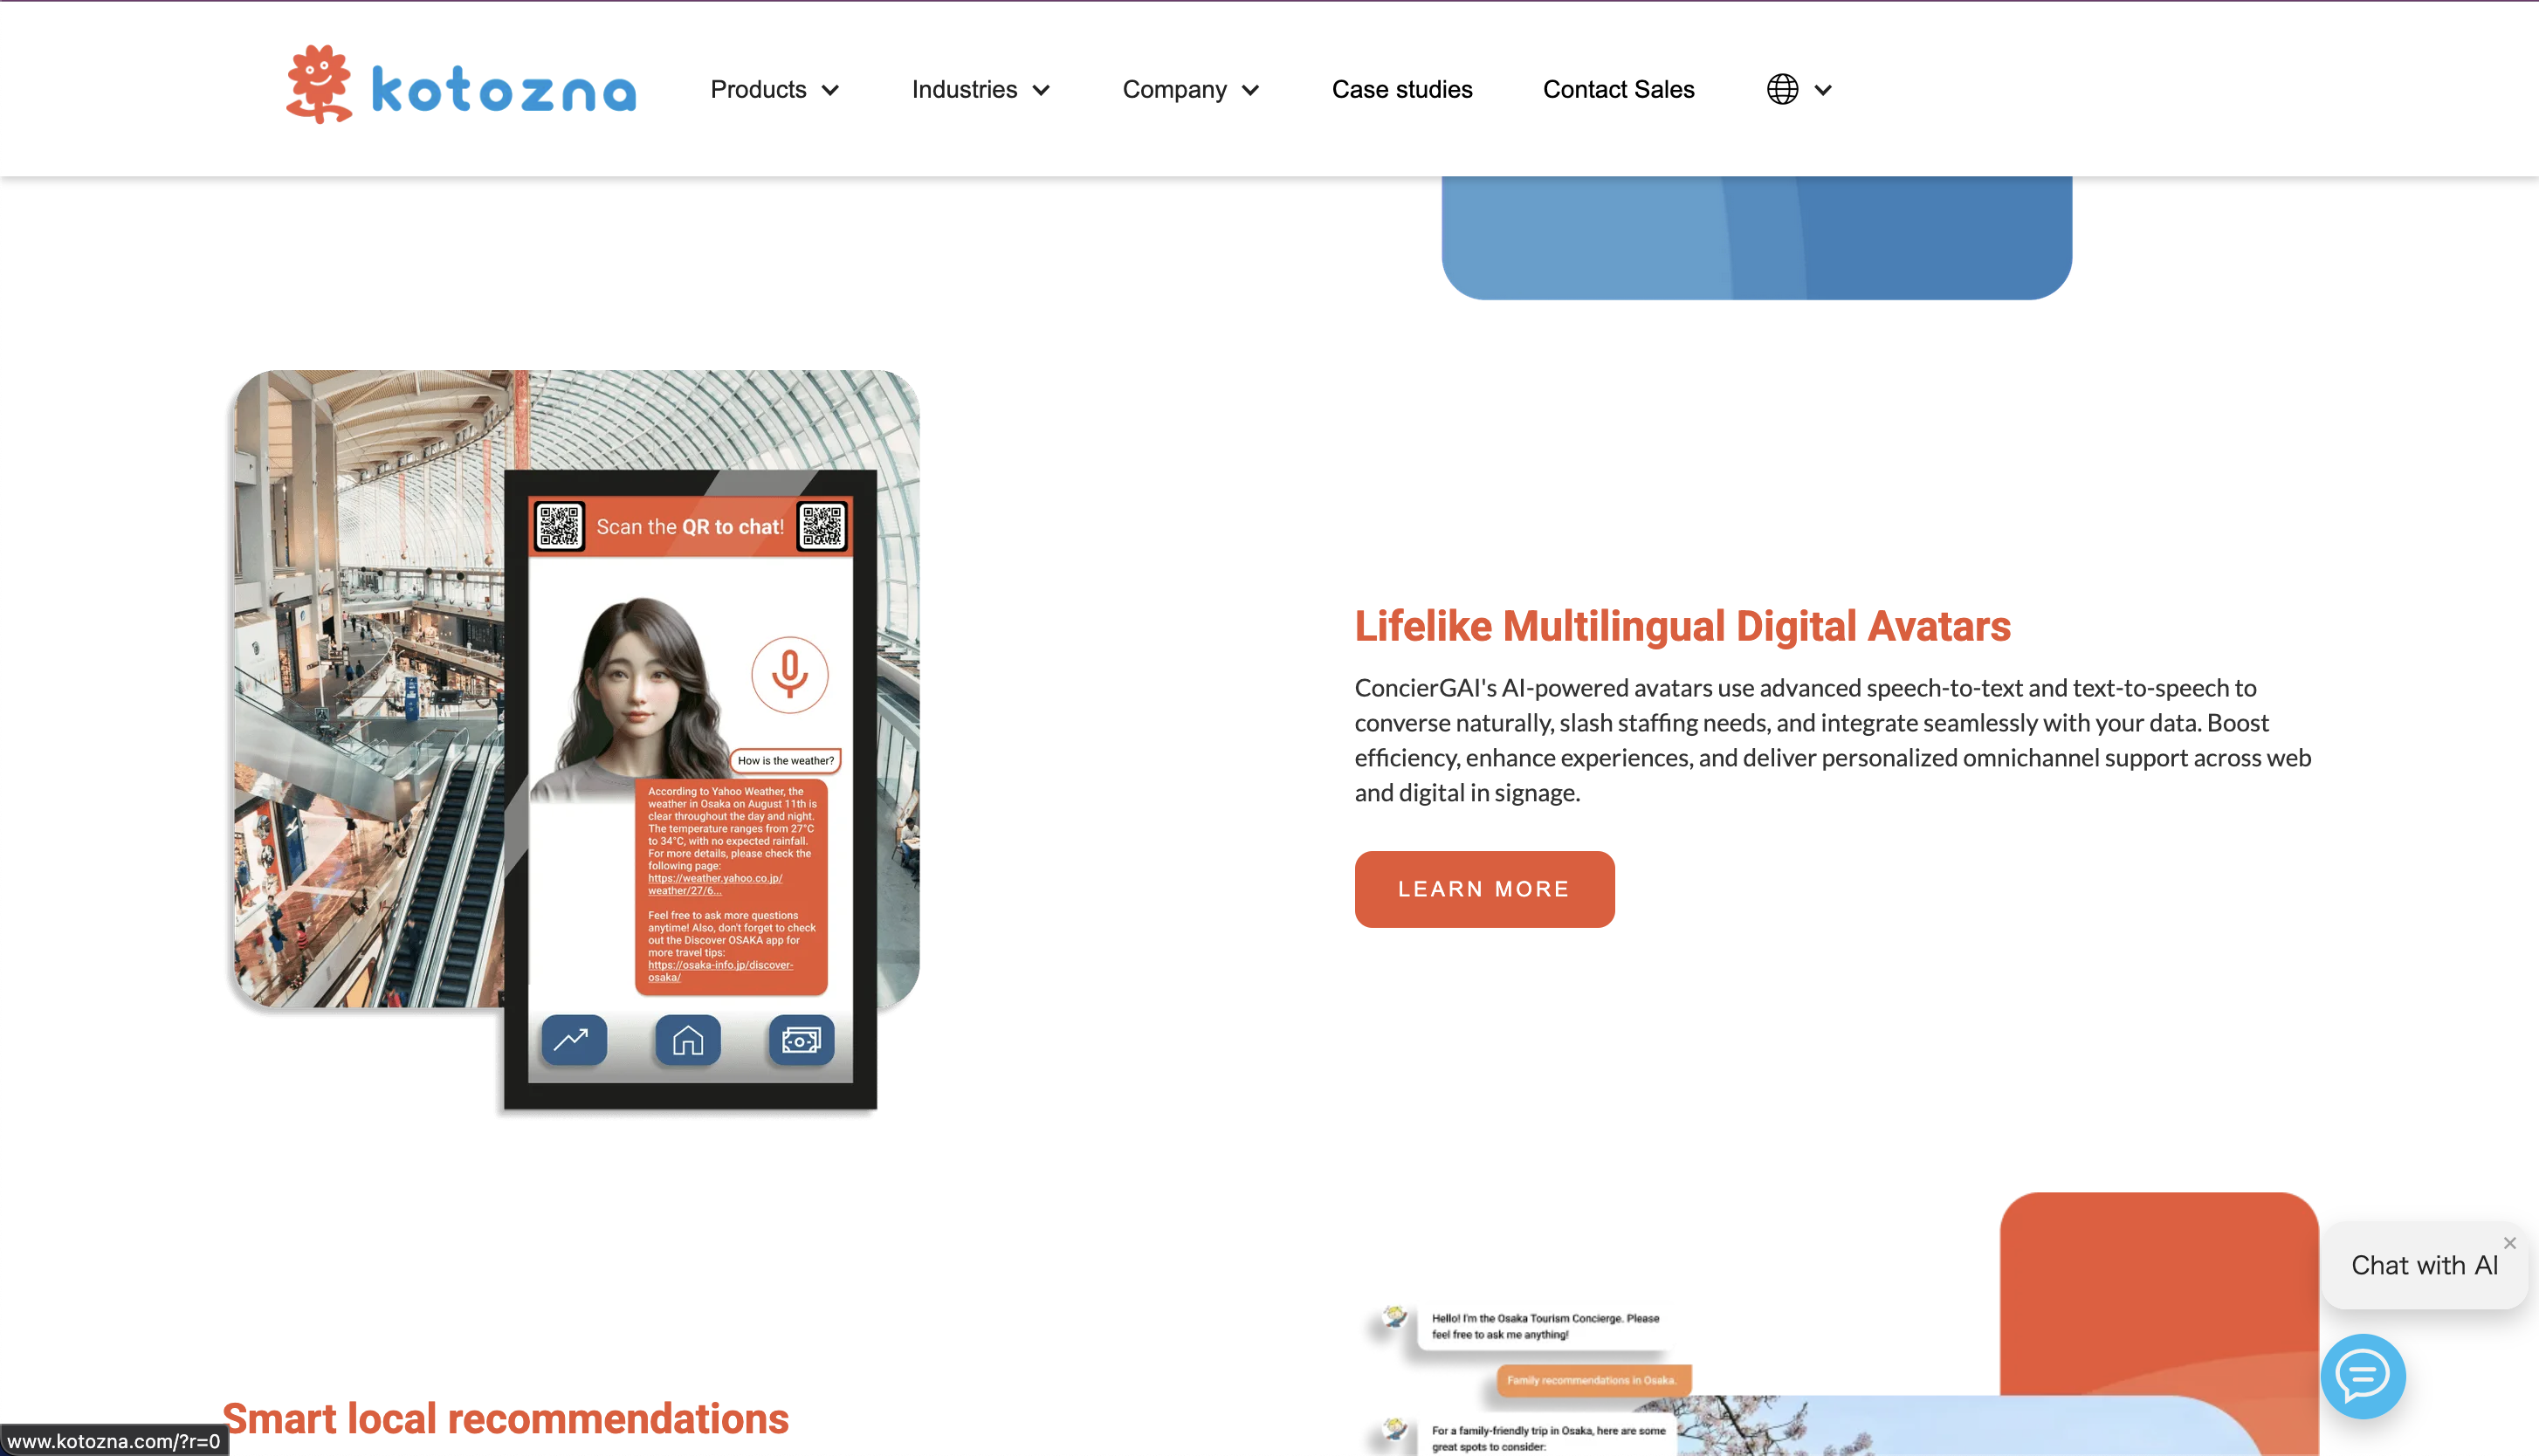 kotozna
Products
Industries
Company
Case studies
Contact Sales
Scan the QR to chat!
How is the weather?
According to Yahoo Weather, the
weather in Osaka on August 11th is
clear throughout the day and night.
The temperature ranges from 27°C
to 34°C, with no expected rainfall.
For more details, please check the
following page:
https://weather.yahoo.co.jp/
weather/27/6...
Feel free to ask more questions
anytime! Also, don't forget to check
out the Discover OSAKA app for
more travel tips:
https://osaka-info.jp/discover-
osaka/
Lifelike Multilingual Digital Avatars
ConcierGAI's AI-powered avatars use advanced speech-to-text and text-to-speech to
converse naturally, slash staffing needs, and integrate seamlessly with your data. Boost
efficiency, enhance experiences, and deliver personalized omnichannel support across web
and digital in signage.
LEARN MORE
Smart local recommendations
Hello! I'm the Osaka Tourism Concierge. Please
feel free to ask me anything!
Family recommendations in Osaka.
For a family-friendly trip in Osaka, here are some
great spots to consider:
Chat with AI
www.kotozna.com/?r=0